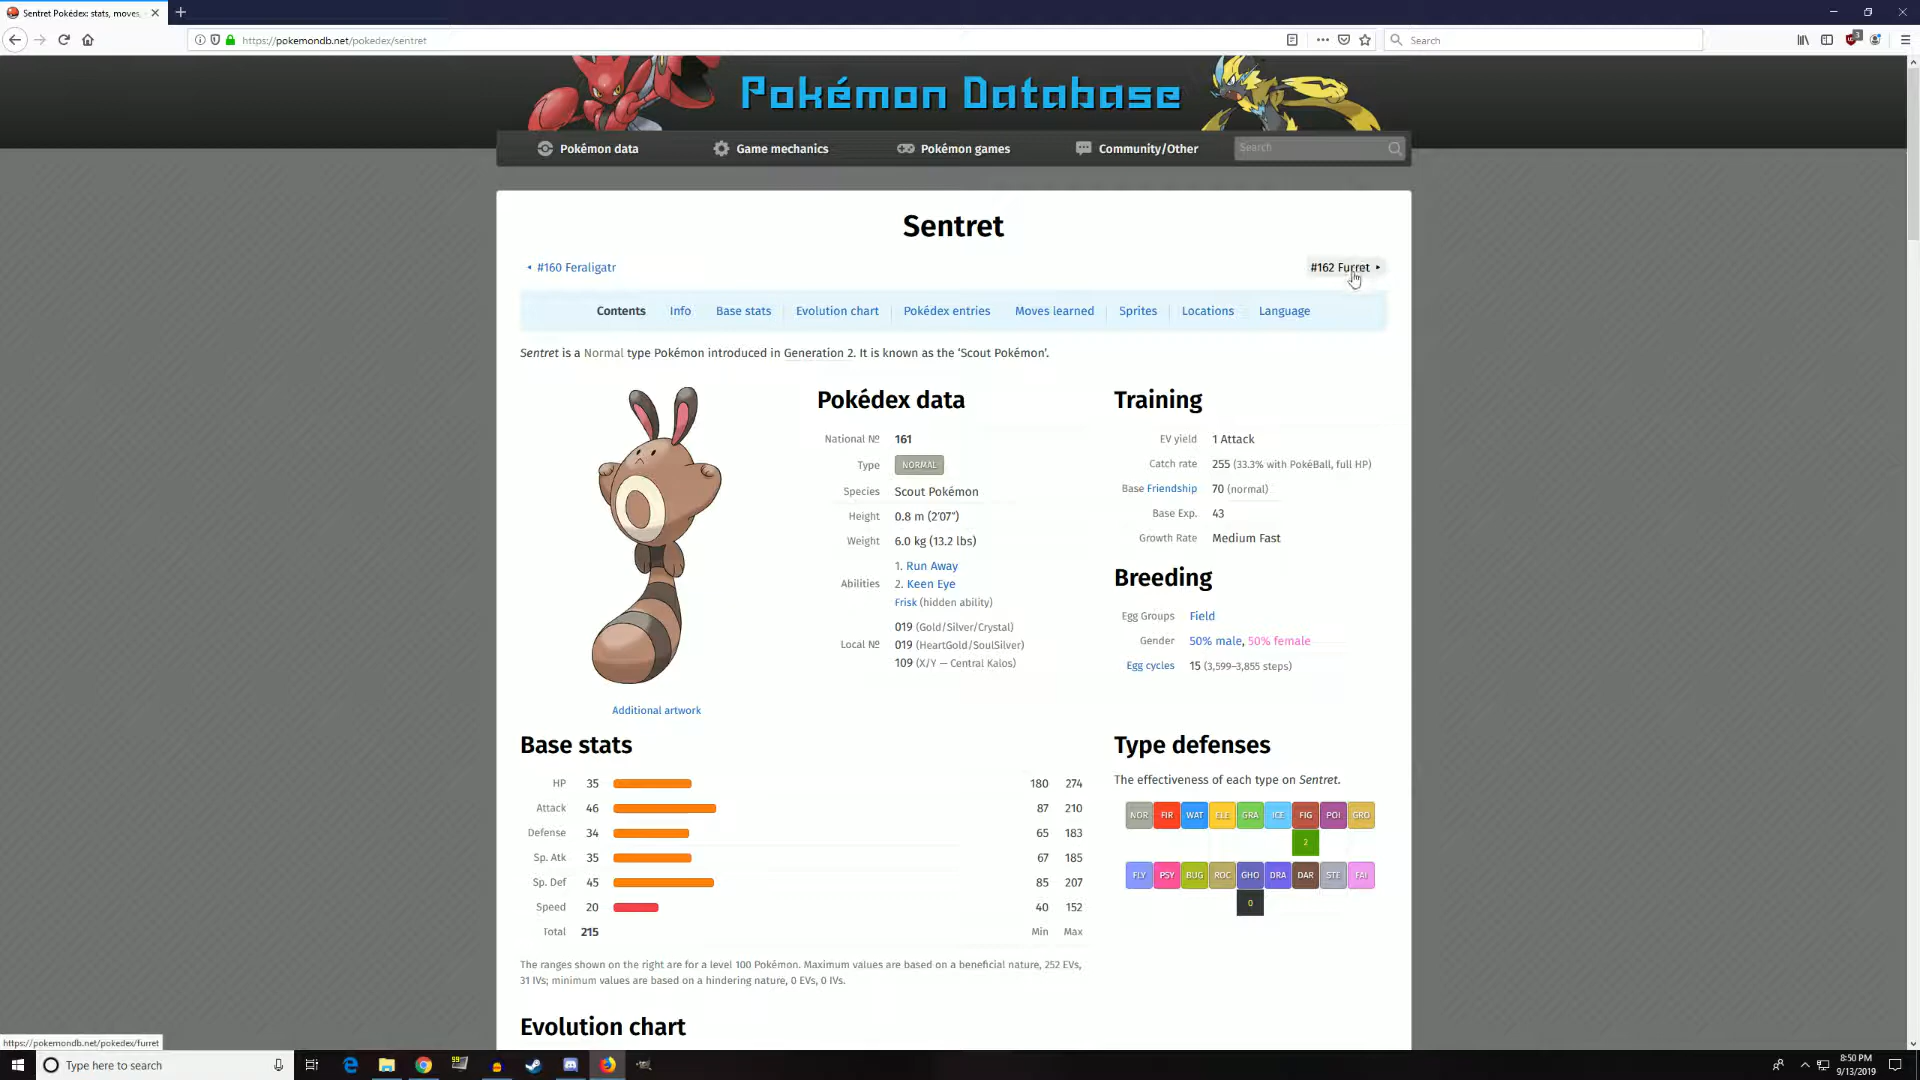 Sentret Pokédex: stats, moves,
https://pokemondb.net/pokedex/sentret
Search
3
Pokémon Database
Pokémon data
Game mechanics
Pokémon games
Community/Other
Search
Sentret
#160 Feraligatr
#162 Furret
Contents Info Base stats Evolution chart Pokédex entries Moves learned Sprites Locations Language
Sentret is a Normal type Pokémon introduced in Generation 2. It is known as the ‘Scout Pokémon’.
Pokédex data
National № 161
Type NORMAL
Species Scout Pokémon
Height 0.8 m (2′07″)
Weight 6.0 kg (13.2 lbs)
Abilities 1. Run Away
2. Keen Eye
Frisk (hidden ability)
Local № 019 (Gold/Silver/Crystal)
019 (HeartGold/SoulSilver)
109 (X/Y — Central Kalos)
Training
EV yield 1 Attack
Catch rate 255 (33.3% with PokéBall, full HP)
Base Friendship 70 (normal)
Base Exp. 43
Growth Rate Medium Fast
Breeding
Egg Groups Field
Gender 50% male, 50% female
Egg cycles 15 (3,599–3,855 steps)
Additional artwork
Base stats
HP 35 180 274
Attack 46 87 210
Defense 34 65 183
Sp. Atk 35 67 185
Sp. Def 45 85 207
Speed 20 40 152
Total 215 Min Max
The ranges shown on the right are for a level 100 Pokémon. Maximum values are based on a beneficial nature, 252 EVs,
31 IVs; minimum values are based on a hindering nature, 0 EVs, 0 IVs.
Type defenses
The effectiveness of each type on Sentret.
NOR FIR WAT ELE GRA ICE FIG POI GRO
2
FLY PSY BUG ROC GHO DRA DAR STE FAI
0
Evolution chart
https://pokemondb.net/pokedex/furret
Type here to search
99
8:50 PM
9/13/2019